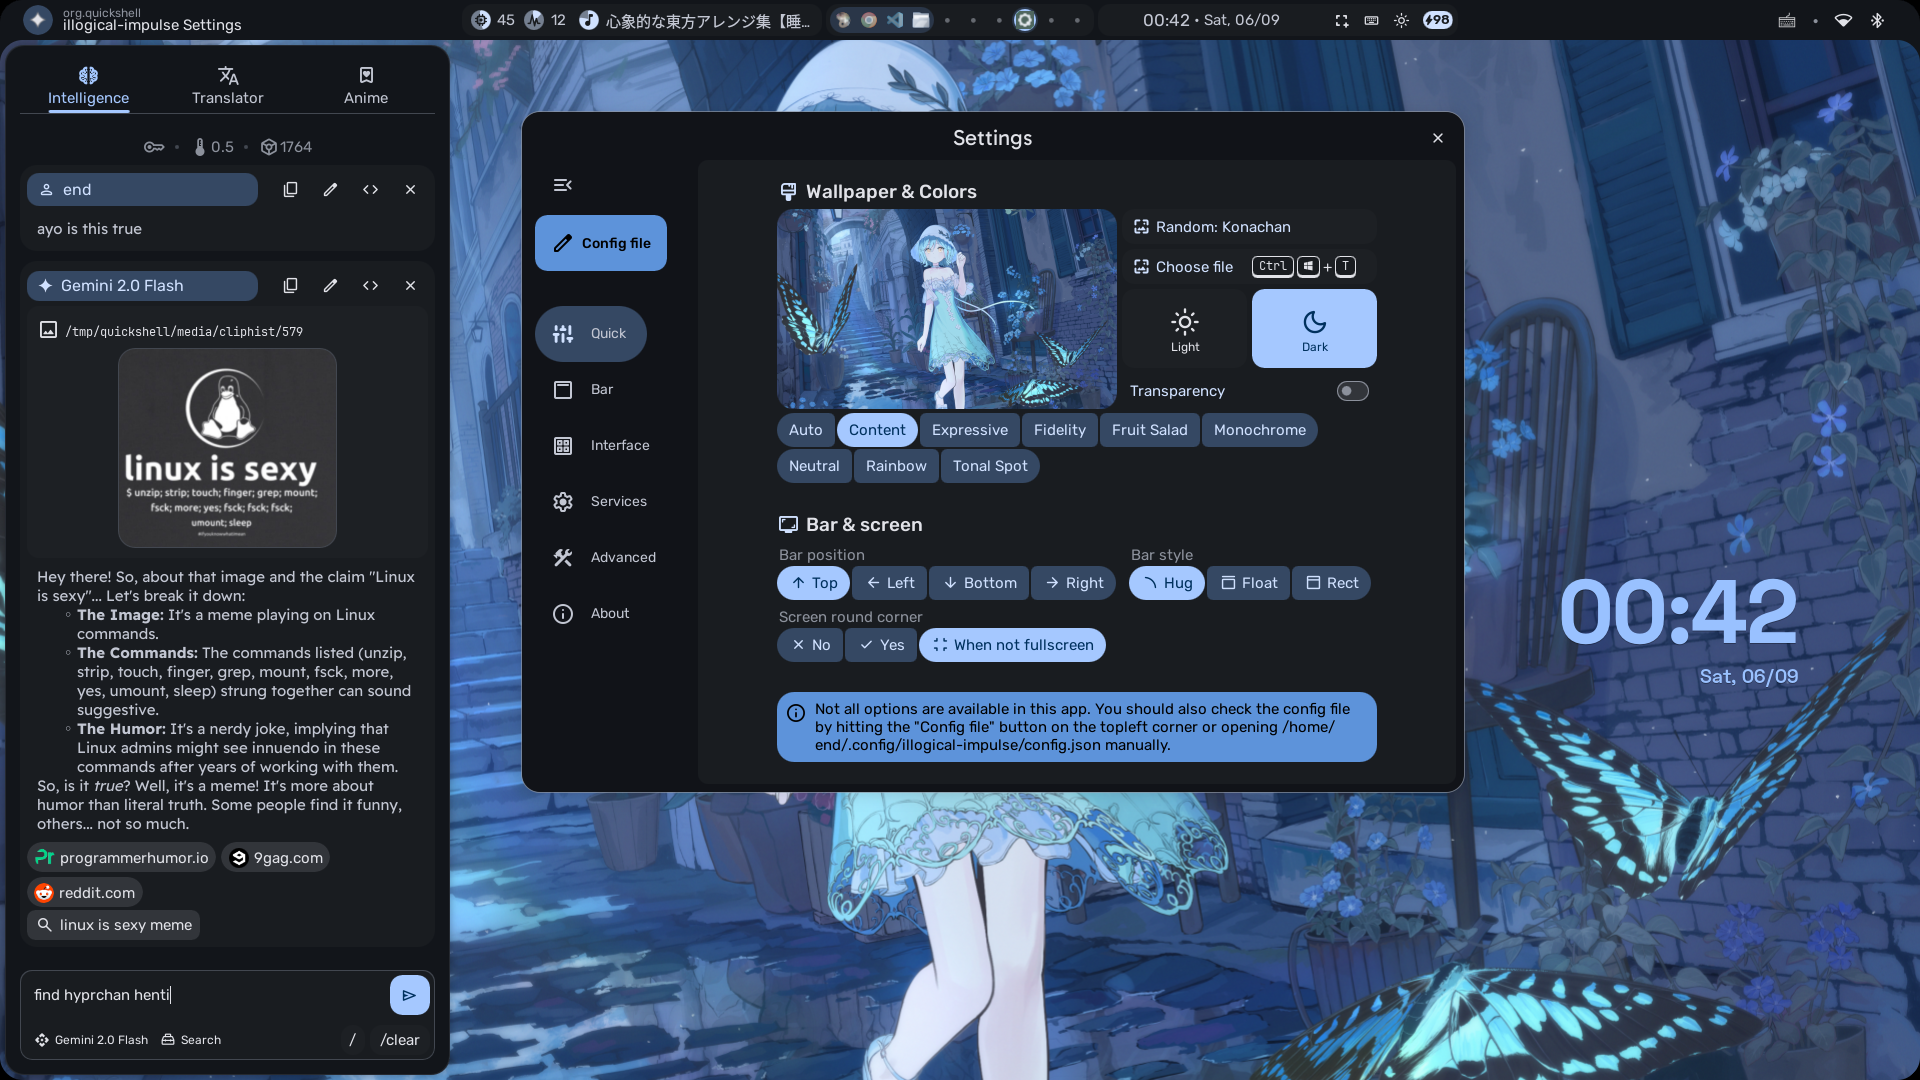 org.quickshell
illogical-impulse Settings
45
12
心象的な東方アレンジ集【睡...
00:42 • Sat, 06/09
98
Intelligence
Translator
Anime
0.5
1764
end
ayo is this true
Gemini 2.0 Flash
/tmp/quickshell/media/cliphist/579
linux is sexy
$ unzip; strip; touch; finger; grep; mount;
fsck; more; yes; fsck; fsck; fsck;
umount; sleep
Hey there! So, about that image and the claim "Linux
is sexy"... Let's break it down:
◦ The Image: It's a meme playing on Linux
commands.
◦ The Commands: The commands listed (unzip,
strip, touch, finger, grep, mount, fsck, more,
yes, umount, sleep) strung together can sound
suggestive.
◦ The Humor: It's a nerdy joke, implying that
Linux admins might see innuendo in these
commands after years of working with them.
So, is it true? Well, it's a meme! It's more about
humor than literal truth. Some people find it funny,
others... not so much.
programmerhumor.io
9gag.com
reddit.com
linux is sexy meme
find hyprchan henti
Gemini 2.0 Flash
Search
/
/clear
Settings
Config file
Quick
Bar
Interface
Services
Advanced
About
Wallpaper & Colors
Random: Konachan
Choose file
Ctrl + T
Light
Dark
Transparency
Auto
Content
Expressive
Fidelity
Fruit Salad
Monochrome
Neutral
Rainbow
Tonal Spot
Bar & screen
Bar position
Top
Left
Bottom
Right
Bar style
Hug
Float
Rect
Screen round corner
No
Yes
When not fullscreen
Not all options are available in this app. You should also check the config file
by hitting the "Config file" button on the topleft corner or opening /home/
end/.config/illogical-impulse/config.json manually.
00:42
Sat, 06/09